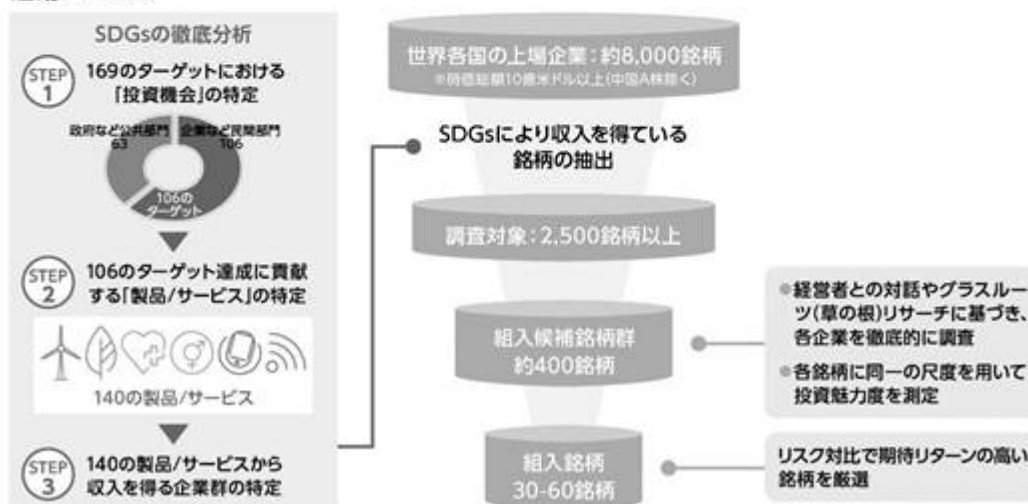 SDGsの徹底分析
STEP
1
169のターゲットにおける
「投資機会」の特定
政府など公共部門
63
企業など民間部門
106
106の
ターゲット
STEP
2
106のターゲット達成に貢献
する「製品/サービス」の特定
140の製品/サービス
STEP
3
140の製品/サービスから
収入を得る企業群の特定
世界各国の上場企業：約8,000銘柄
※時価総額10億米ドル以上(中国A株除く)
SDGsにより収入を得ている
銘柄の抽出
調査対象：2,500銘柄以上
組入候補銘柄群
約400銘柄
●経営者との対話やグラスルー
ツ(草の根)リサーチに基づき、
各企業を徹底的に調査
●各銘柄に同一の尺度を用いて
投資魅力度を測定
組入銘柄
30-60銘柄
リスク対比で期待リターンの高い
銘柄を厳選